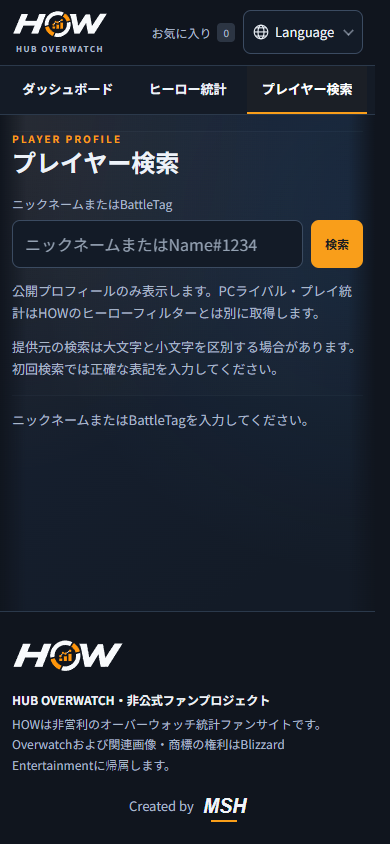 HOW
HUB OVERWATCH
お気に入り 0
Language
ダッシュボード ヒーロー統計 プレイヤー検索
PLAYER PROFILE
プレイヤー検索
ニックネームまたはBattleTag
ニックネームまたはName#1234
検索
公開プロフィールのみ表示します。PCライバル・プレイ統
計はHOWのヒーローフィルターとは別に取得します。
提供元の検索は大文字と小文字を区別する場合があります。
初回検索では正確な表記を入力してください。
ニックネームまたはBattleTagを入力してください。
HOW
HUB OVERWATCH・非公式ファンプロジェクト
HOWは非営利のオーバーウォッチ統計ファンサイトです。
Overwatchおよび関連画像・商標の権利はBlizzard
Entertainmentに帰属します。
Created by MSH